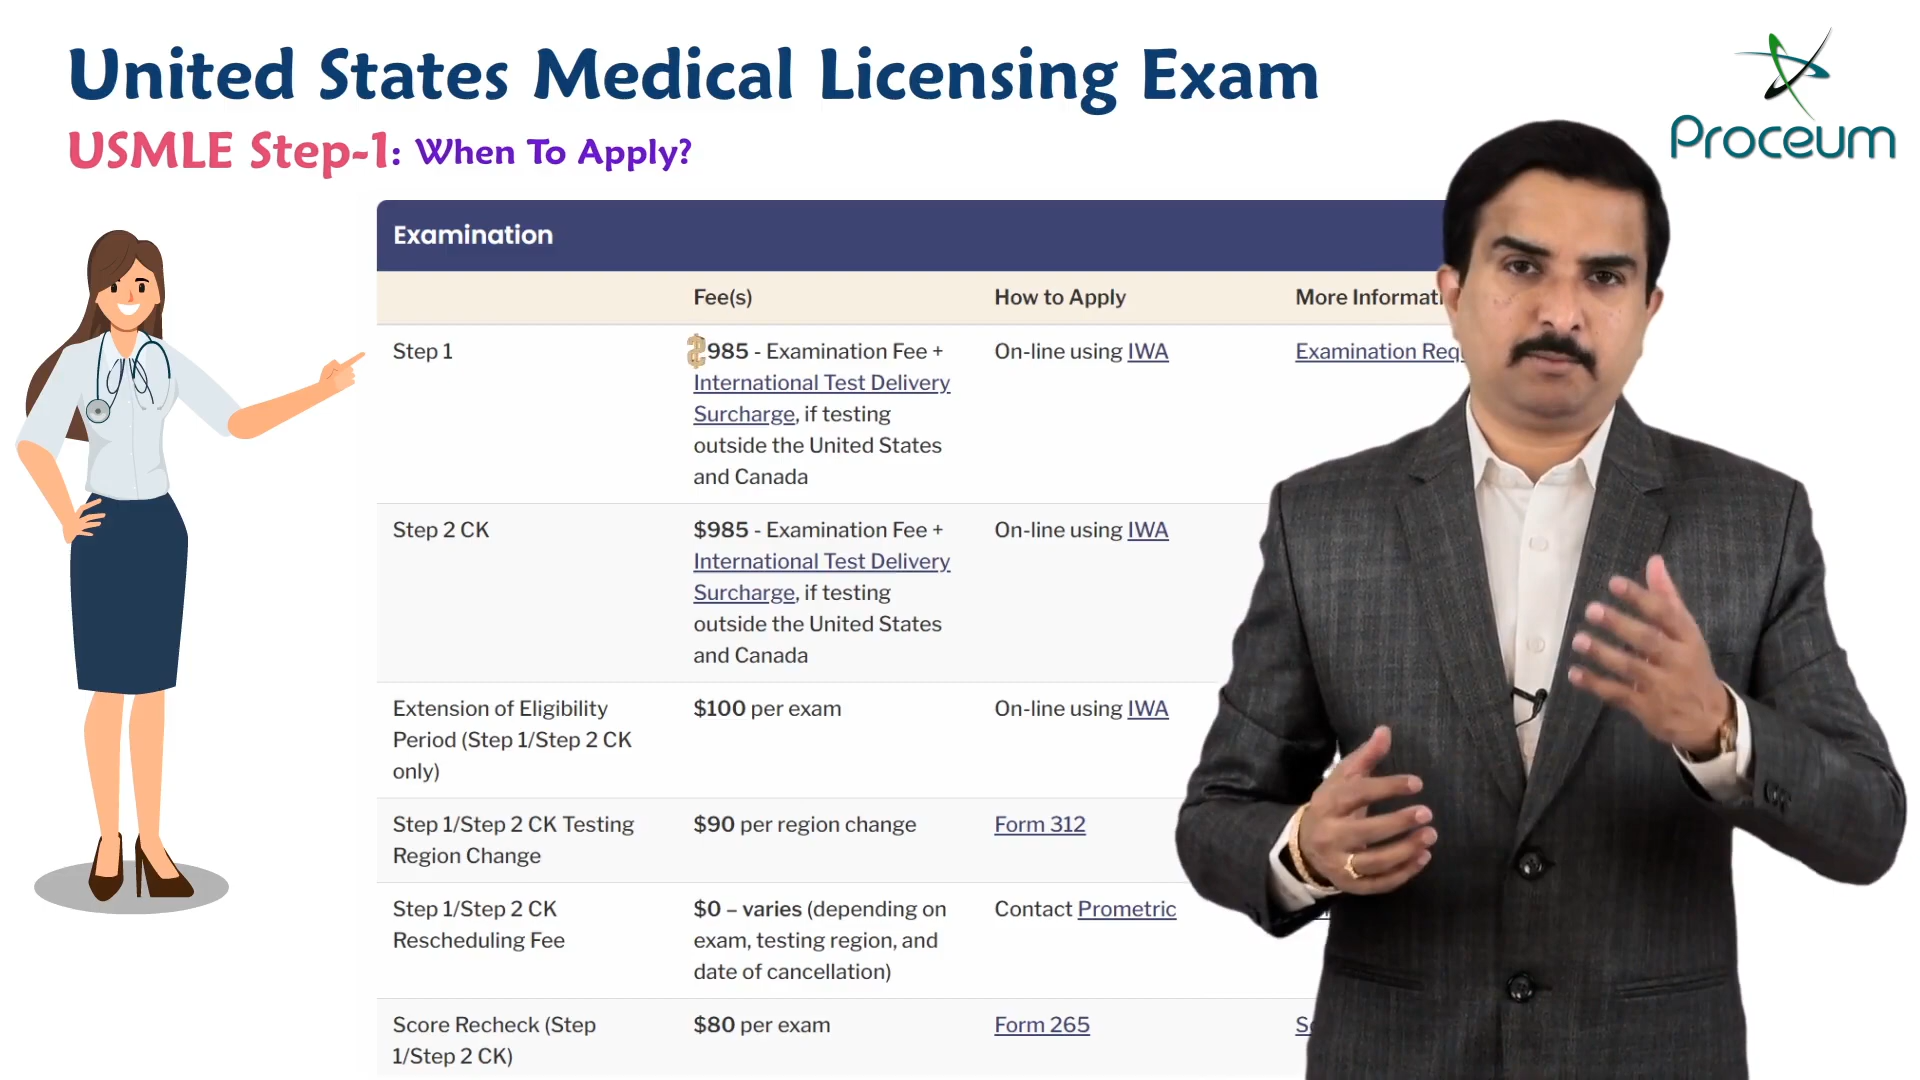 United States Medical Licensing Exam
USMLE Step-1: When To Apply?
Proceum
Examination
Fee(s)
How to Apply
More
Step 1
$985 - Examination Fee +
International Test Delivery
Surcharge, if testing
outside the United States
and Canada
On-line using IWA
Examination
Step 2 CK
$985 - Examination Fee +
International Test Delivery
Surcharge, if testing
outside the United States
and Canada
On-line using IWA
Extension of Eligibility
Period (Step 1/Step 2 CK
only)
$100 per exam
On-line using IWA
Step 1/Step 2 CK Testing
Region Change
$90 per region change
Form 312
Step 1/Step 2 CK
Rescheduling Fee
$0 – varies (depending on
exam, testing region, and
date of cancellation)
Contact Prometric
Score Recheck (Step
1/Step 2 CK)
$80 per exam
Form 265